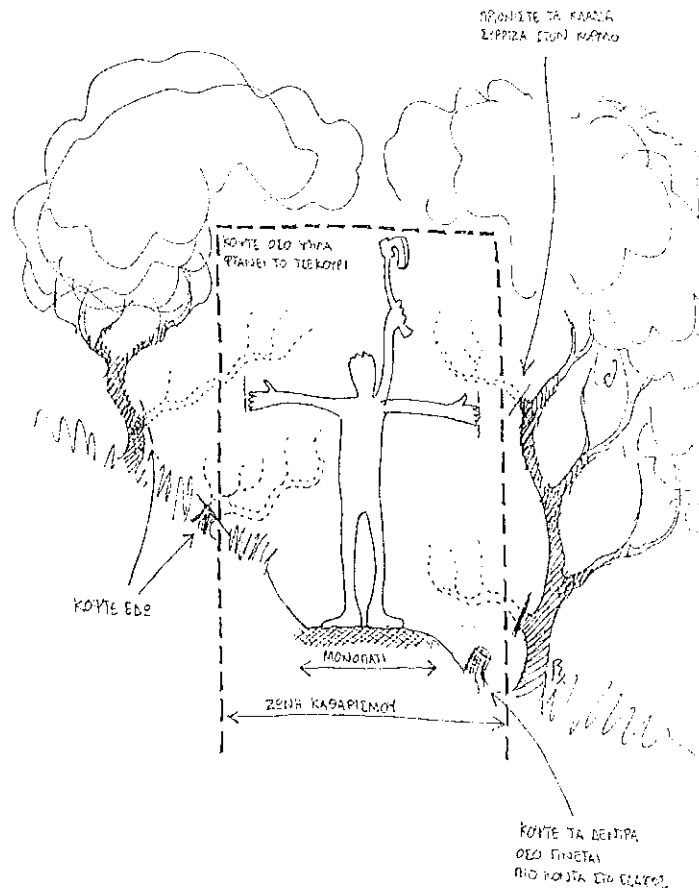 ΠΡΙΟΝΙΣΤΕ ΤΑ ΚΛΑΔΙΑ
ΣΥΡΡΙΖΑ ΣΤΟΝ ΚΟΡΜΟ
ΚΟΨΤΕ ΟΣΟ ΨΗΛΑ
ΦΤΑΝΕΙ ΤΟ ΤΣΕΚΟΥΡΙ
ΚΟΨΤΕ ΕΔΩ
ΜΟΝΟΠΑΤΙ
ΖΩΝΗ ΚΑΘΑΡΙΣΜΟΥ
ΚΟΨΤΕ ΤΑ ΔΕΝΤΡΑ
ΟΣΟ ΓΙΝΕΤΑΙ
ΠΙΟ ΚΟΝΤΑ ΣΤΟ ΕΔΑΦΟΣ